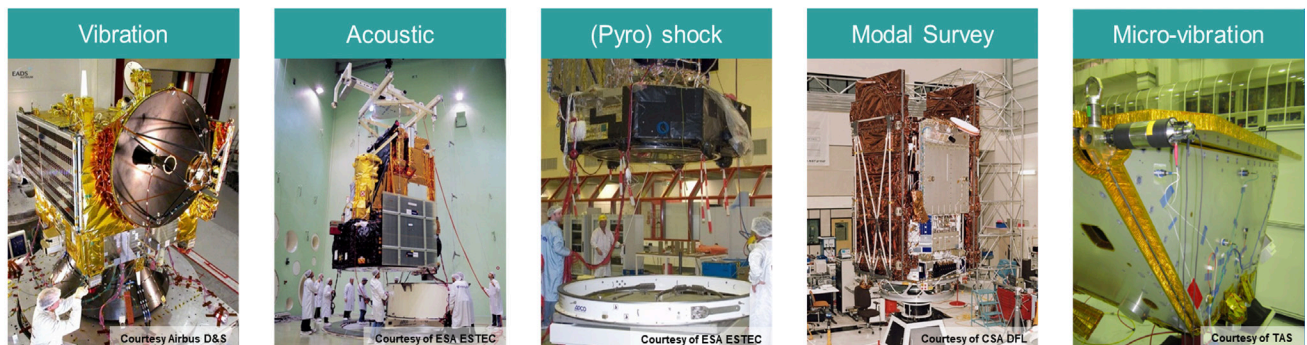 Vibration
Acoustic
(Pyro) shock
Modal Survey
Micro-vibration
EADS
Courtesy Airbus D&S
Courtesy of ESA ESTEC
Courtesy of ESA ESTEC
Courtesy of CSA DFL
Courtesy of TAS